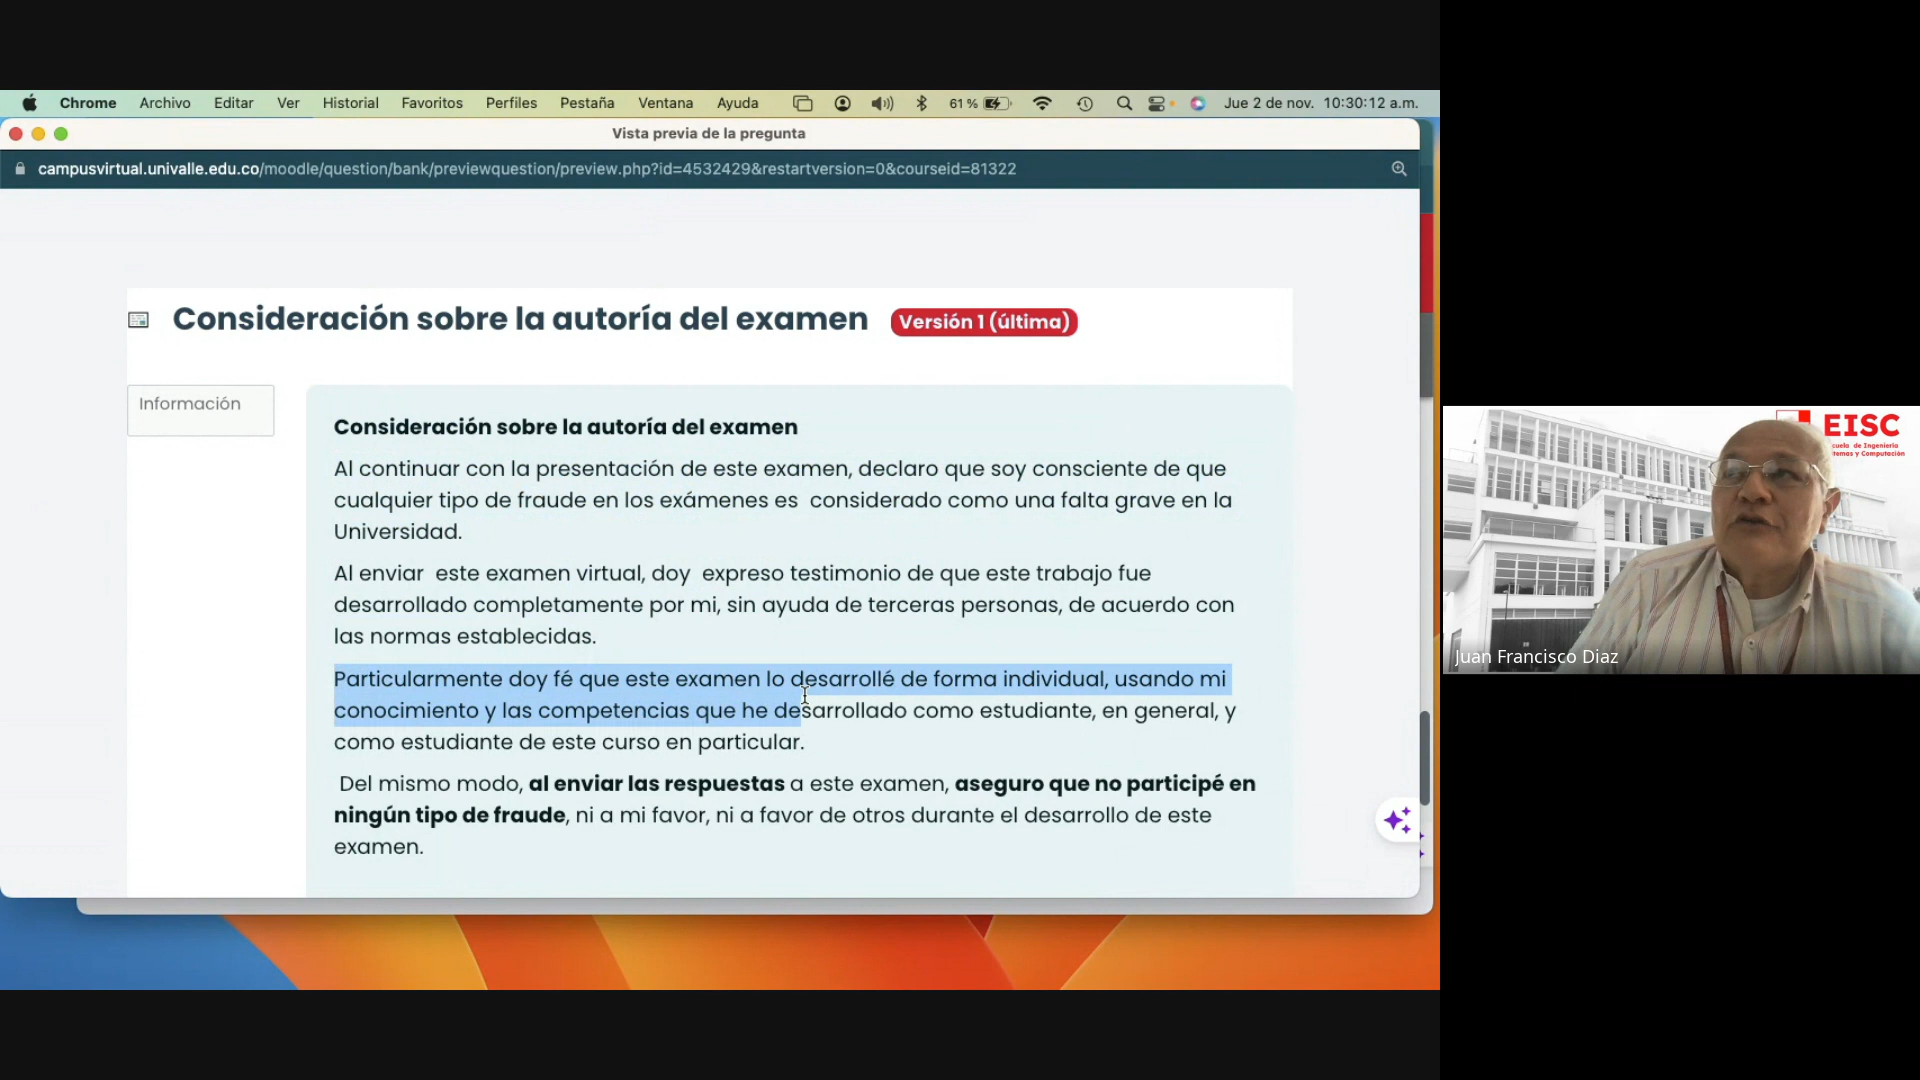 Chrome Archivo Editar Ver Historial Favoritos Perfiles Pestaña Ventana Ayuda 61 % Jue 2 de nov. 10:30:12 a.m.
Vista previa de la pregunta
campusvirtual.univalle.edu.co/moodle/question/bank/previewquestion/preview.php?id=4532429&restartversion=0&courseid=81322
Consideración sobre la autoría del examen Versión 1 (última)
Información
Consideración sobre la autoría del examen
Al continuar con la presentación de este examen, declaro que soy consciente de que
cualquier tipo de fraude en los exámenes es considerado como una falta grave en la
Universidad.
Al enviar este examen virtual, doy expreso testimonio de que este trabajo fue
desarrollado completamente por mi, sin ayuda de terceras personas, de acuerdo con
las normas establecidas.
Particularmente doy fé que este examen lo desarrollé de forma individual, usando mi
conocimiento y las competencias que he desarrollado como estudiante, en general, y
como estudiante de este curso en particular.
Del mismo modo, al enviar las respuestas a este examen, aseguro que no participé en
ningún tipo de fraude, ni a mi favor, ni a favor de otros durante el desarrollo de este
examen.
EISC
cuela de Ingeniería
temas y Computación
Juan Francisco Diaz